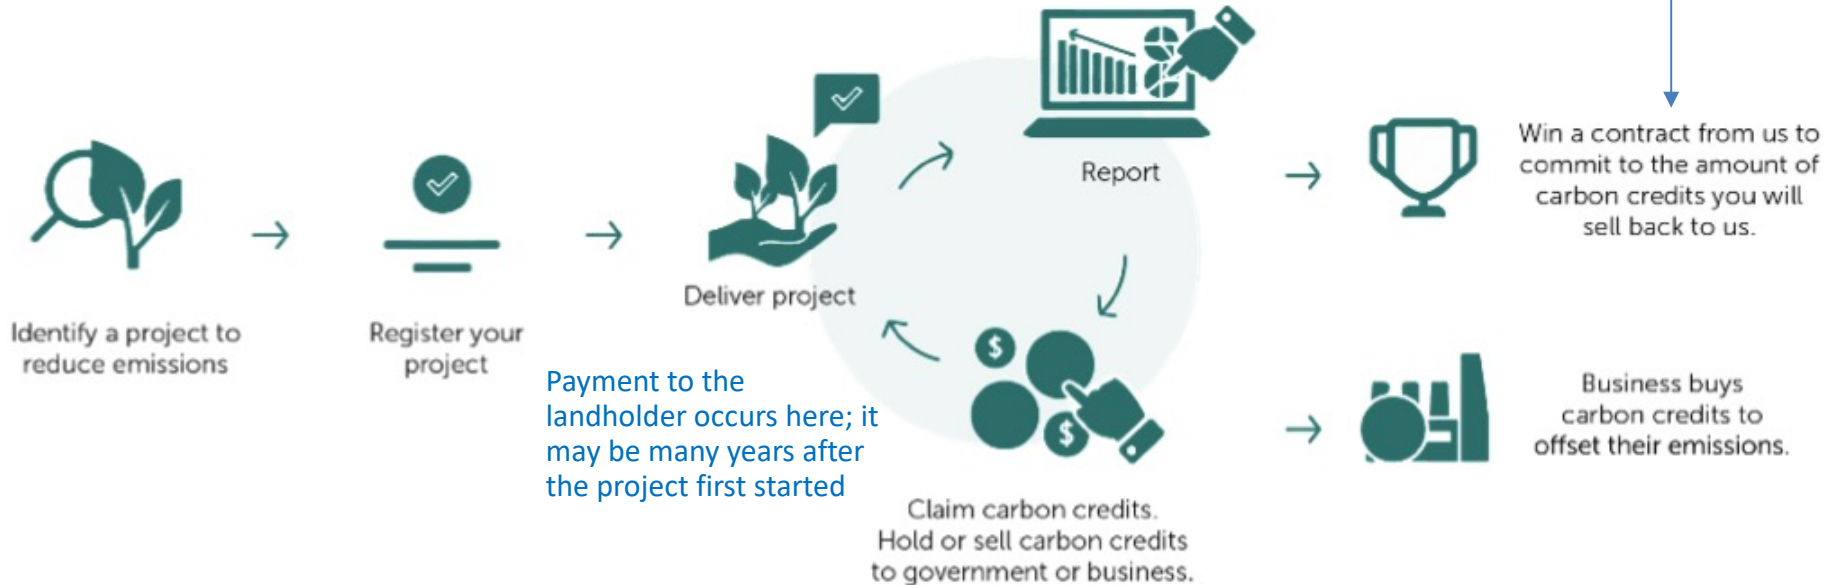 Identify a project to
reduce emissions
Register your
project
Deliver project
Payment to the
landholder occurs here; it
may be many years after
the project first started
Report
$
$
Claim carbon credits.
Hold or sell carbon credits
to government or business.
Win a contract from us to
commit to the amount of
carbon credits you will
sell back to us.
Business buys
carbon credits to
offset their emissions.